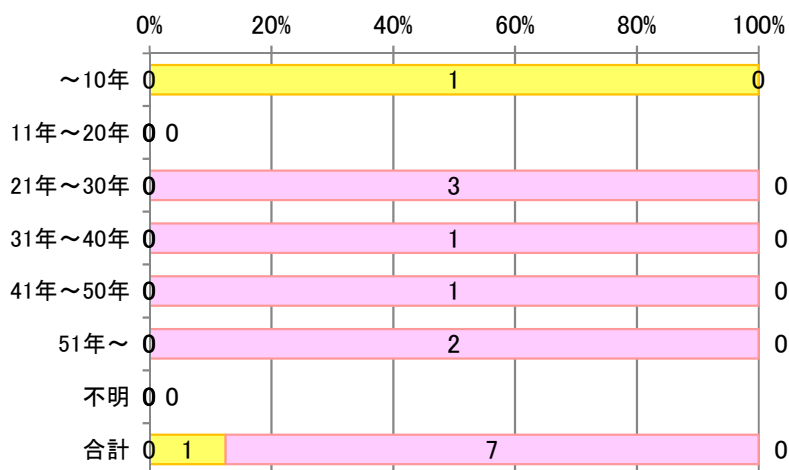 0% 20% 40% 60% 80% 100%
～10年 0 1 0
11年～20年 0 0
21年～30年 0 3 0
31年～40年 0 1 0
41年～50年 0 1 0
51年～ 0 2 0
不明 0 0
合計 0 1 7 0